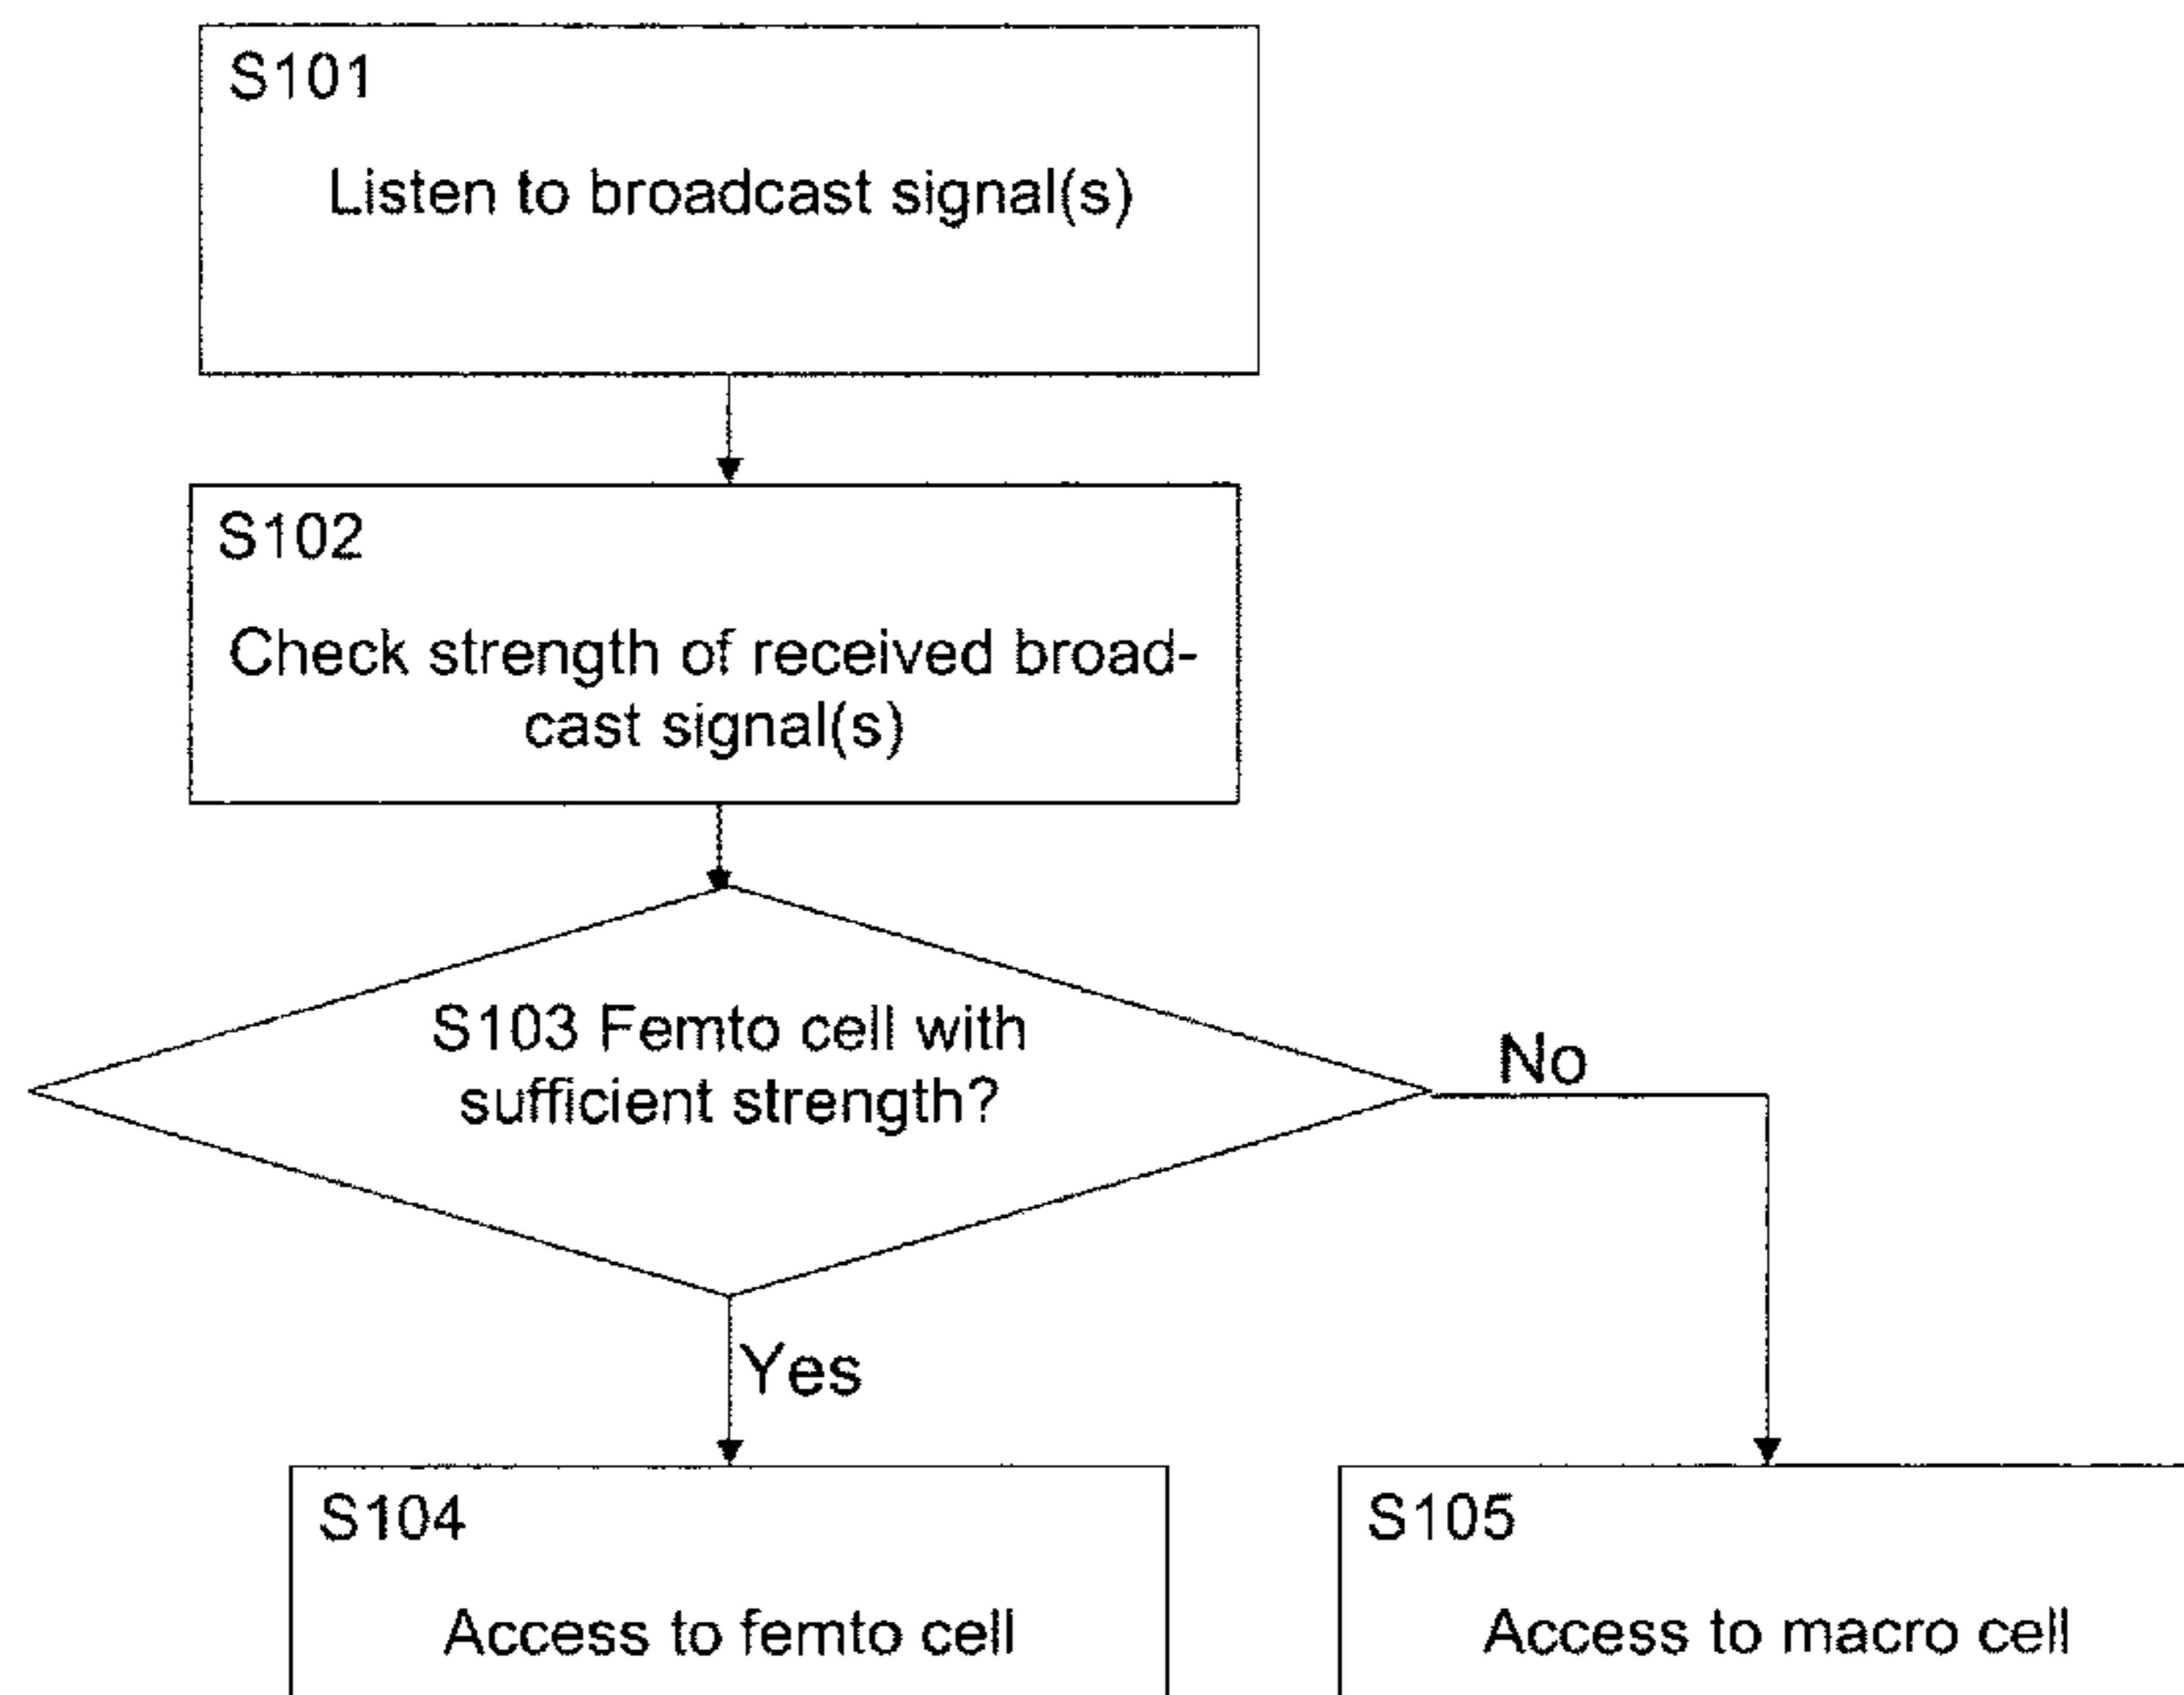 S101
Listen to broadcast signal(s)
S102
Check strength of received broad-
cast signal(s)
S103 Femto cell with
sufficient strength?
No
Yes
S104
Access to femto cell
S105
Access to macro cell